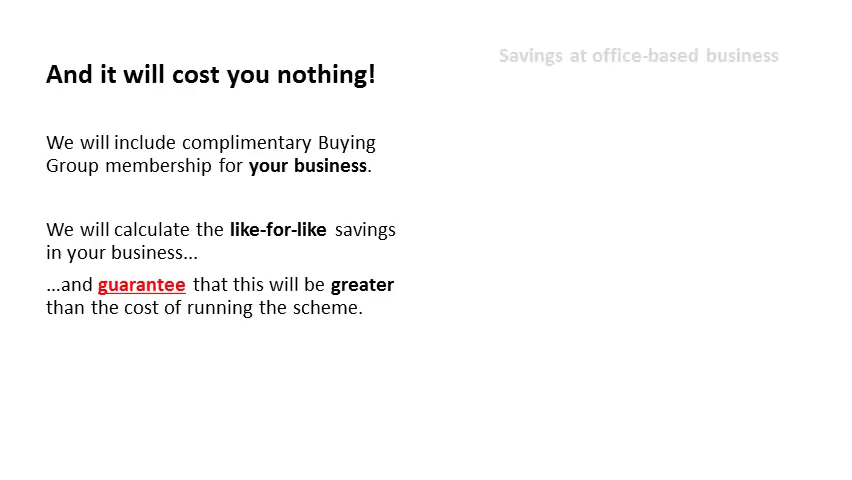 And it will cost you nothing!
Savings at office-based business
We will include complimentary Buying
Group membership for your business.
We will calculate the like-for-like savings
in your business...
...and guarantee that this will be greater
than the cost of running the scheme.